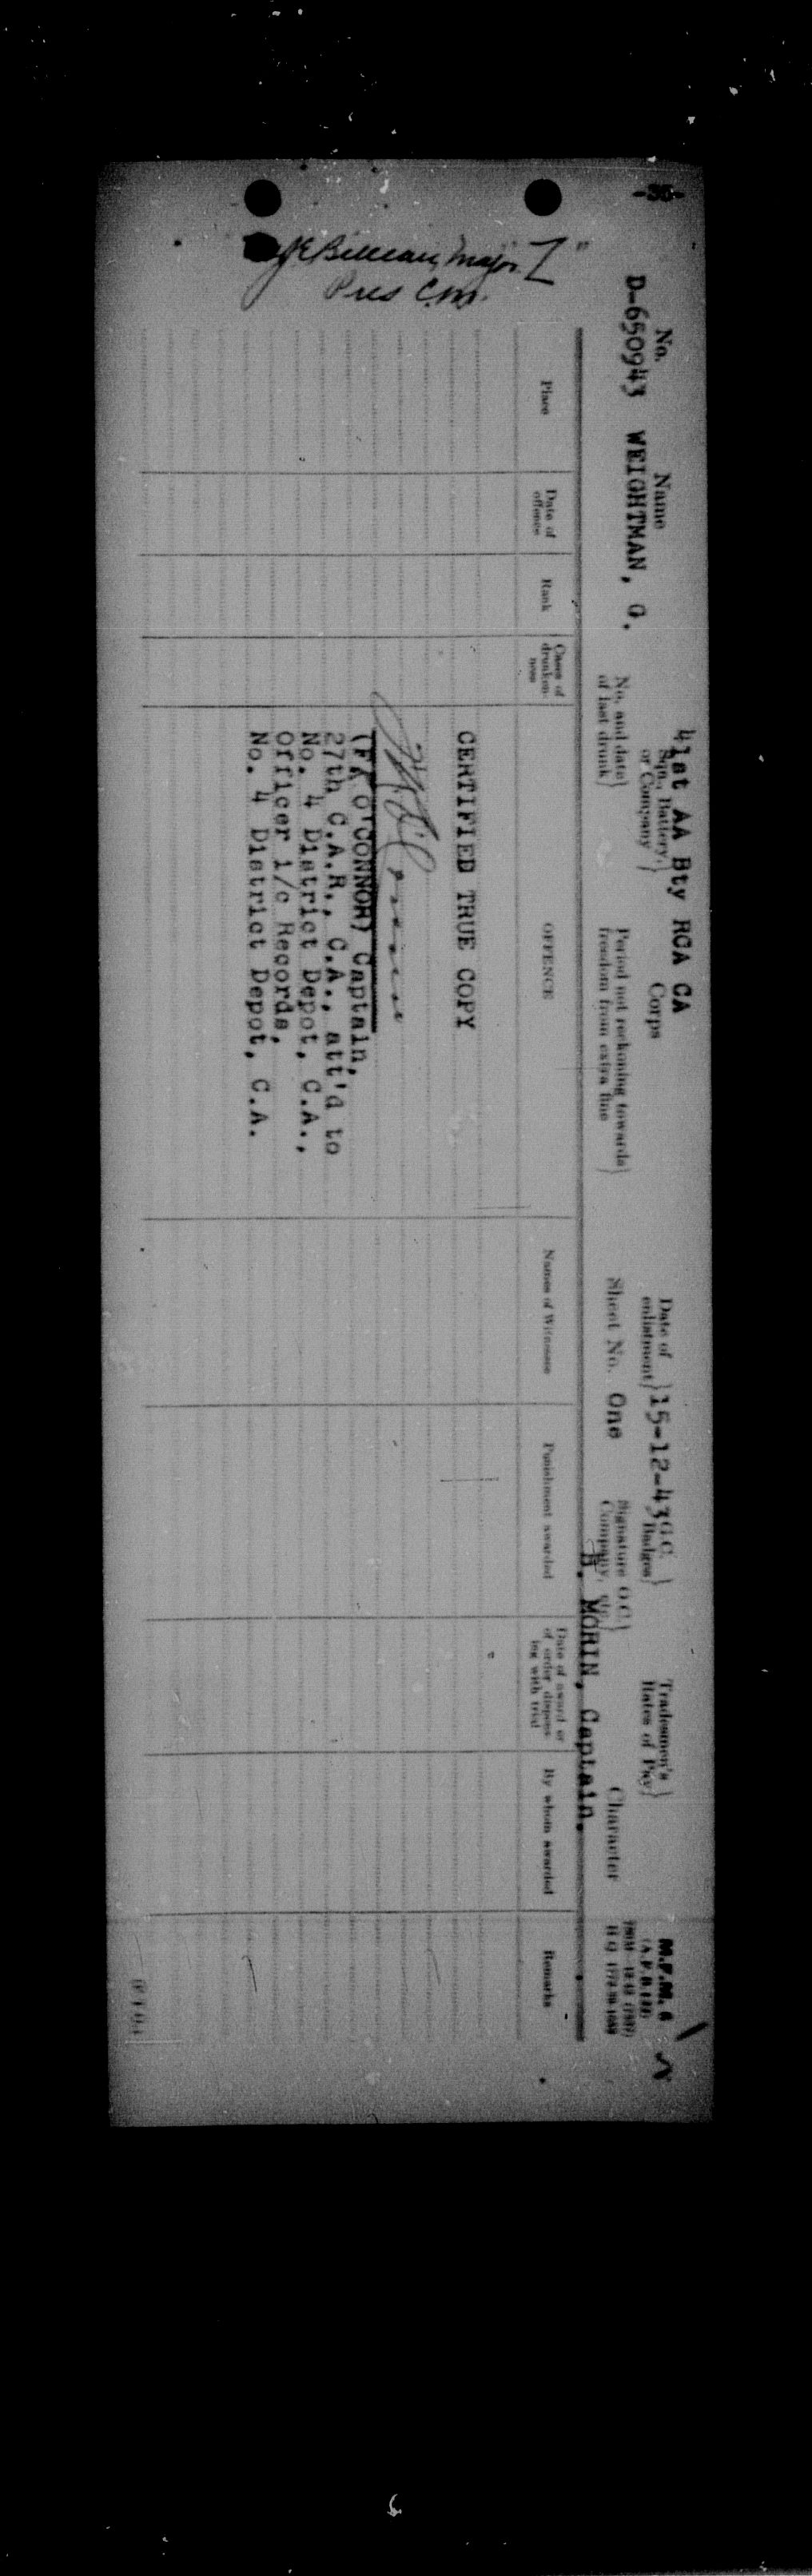 -35-
"Z"
Major
Pres C.M.
41st AA Bty RCA CA
No. Name Sqn., Battery, or Company} Corps Date of enlistment} 15-12-43 G.C. Badges} Tradesmen's Rates of Pay} M.F.M. 6
D-650943 WEIGHTMAN, G.
No. and date of last drunk} Period not reckoning towards freedom from extra fine} Sheet No. One Signature O.C. Company, etc.} Character
B. MORIN, Captain.
Place Date of offence Rank Cases of drunkenness OFFENCE Names of Witnesses Punishment awarded Date of award or of order dispensing with trial By whom awarded Remarks
CERTIFIED TRUE COPY
(F. O'CONNOR) Captain,
27th C.A.R., C.A., att'd to
No. 4 District Depot, C.A.,
Officer i/c Records,
No. 4 District Depot, C.A.